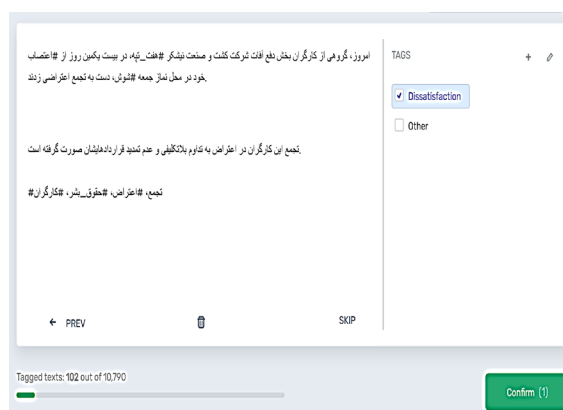 امروز، گروهی از کارگران بخش دفع آفات شرکت کشت و صنعت نیشکر #هفت_تپه، در بیست یکمین روز از #اعتصاب
خود در محل نماز جمعه #شوش، دست به تجمع اعتراضی زدند.
تجمع این کارگران در اعتراض به تداوم بلاتکلیفی و عدم تمدید قراردادهایشان صورت گرفته است.
تجمع، #اعتراض، #حقوق_بشر، #کارگران#
TAGS
Dissatisfaction
Other
← PREV
SKIP
Tagged texts: 102 out of 10,790
Confirm (1)